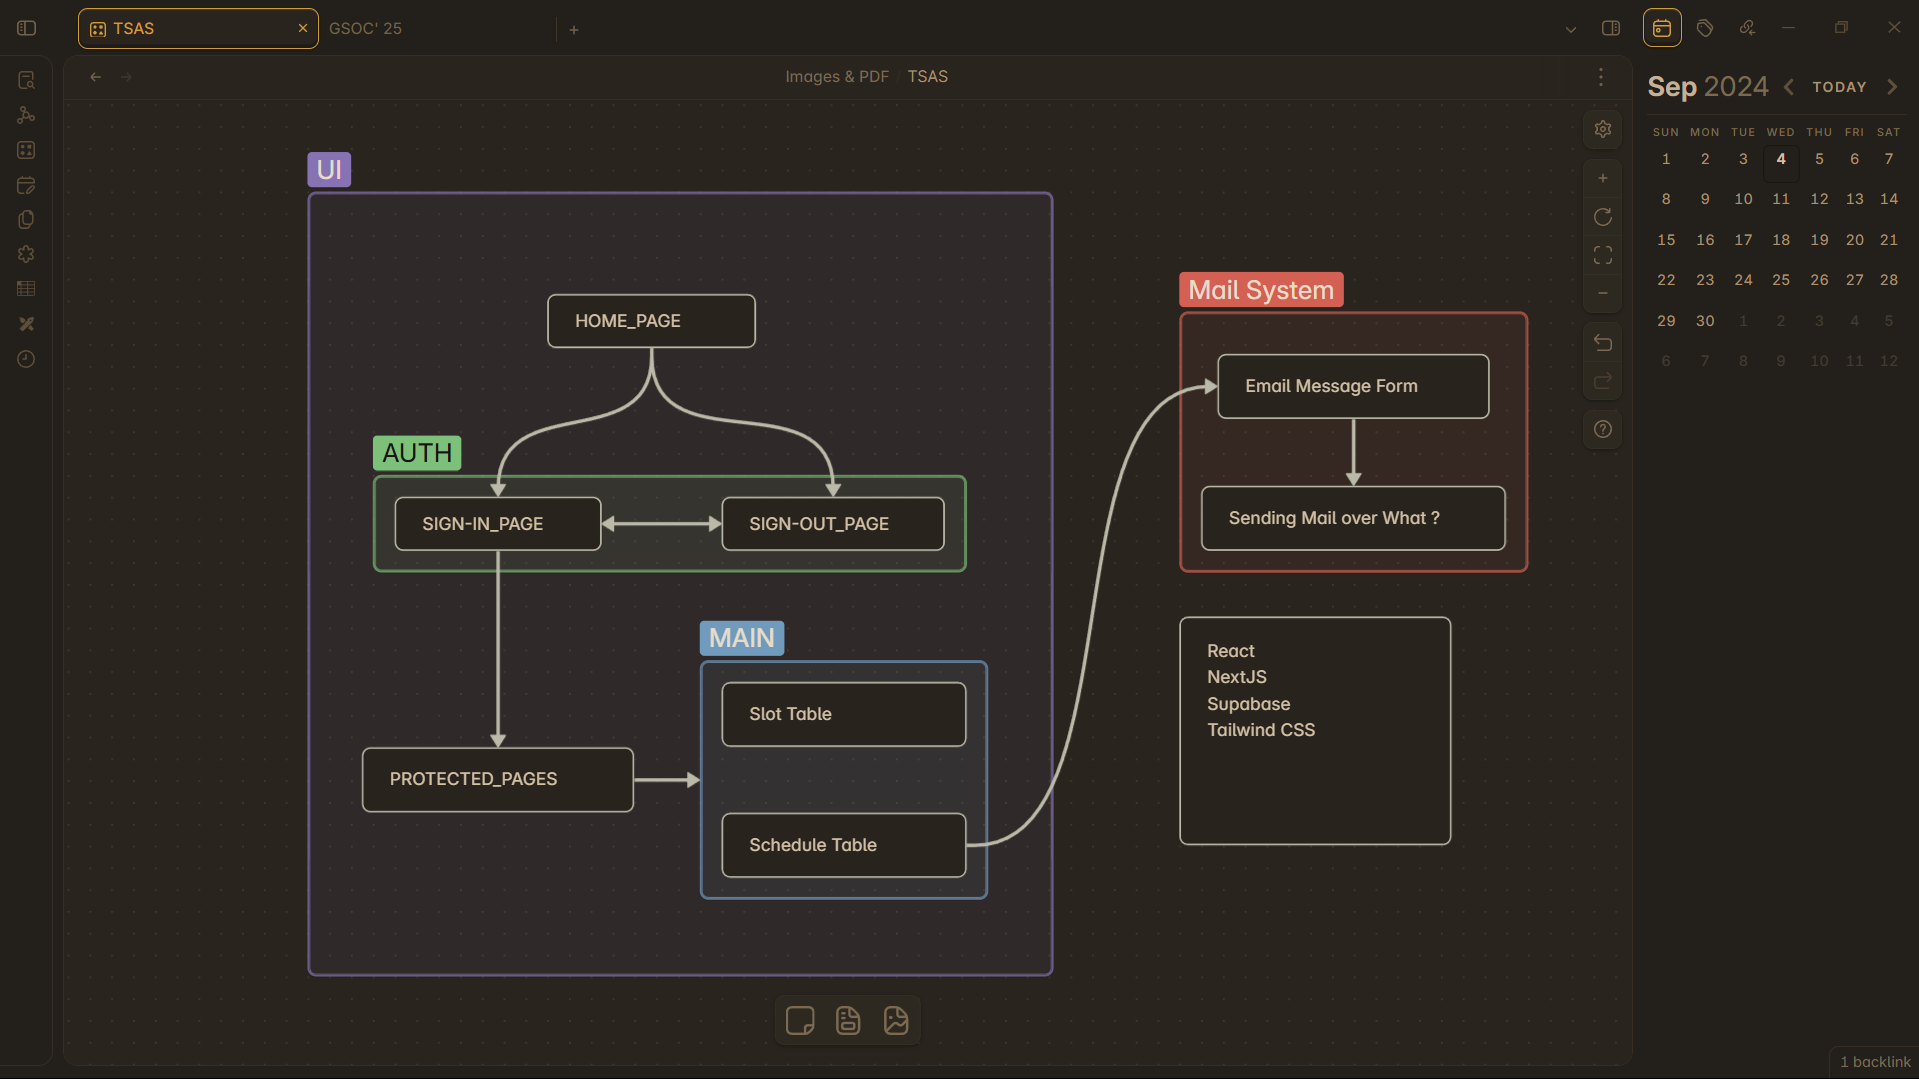 TSAS
GSOC' 25
Images & PDF / TSAS
Sep 2024
TODAY
SUN MON TUE WED THU FRI SAT
1 2 3 4 5 6 7
8 9 10 11 12 13 14
15 16 17 18 19 20 21
22 23 24 25 26 27 28
29 30 1 2 3 4 5
6 7 8 9 10 11 12
UI
HOME_PAGE
AUTH
SIGN-IN_PAGE
SIGN-OUT_PAGE
MAIN
Slot Table
PROTECTED_PAGES
Schedule Table
Mail System
Email Message Form
Sending Mail over What ?
React
NextJS
Supabase
Tailwind CSS
1 backlink